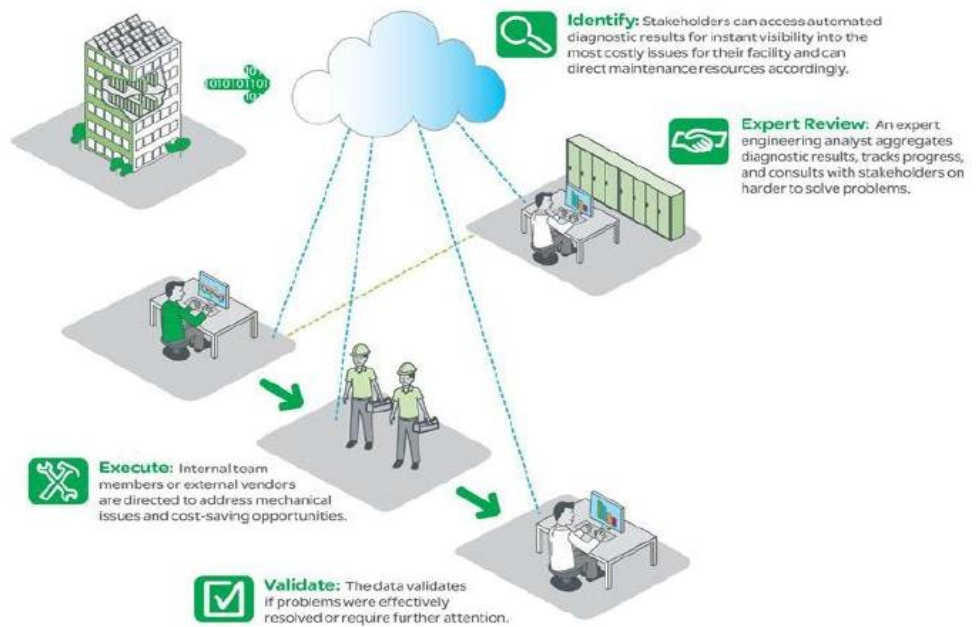 Identify: Stakeholders can access automated
diagnostic results for instant visibility into the
most costly issues for their facility and can
direct maintenance resources accordingly.
101
010101101
101
Expert Review: An expert
engineering analyst aggregates
diagnostic results, tracks progress,
and consults with stakeholders on
harder to solve problems.
Execute: Internal team
members or external vendors
are directed to address mechanical
issues and cost-saving opportunities.
Validate: The data validates
if problems were effectively
resolved or require further attention.